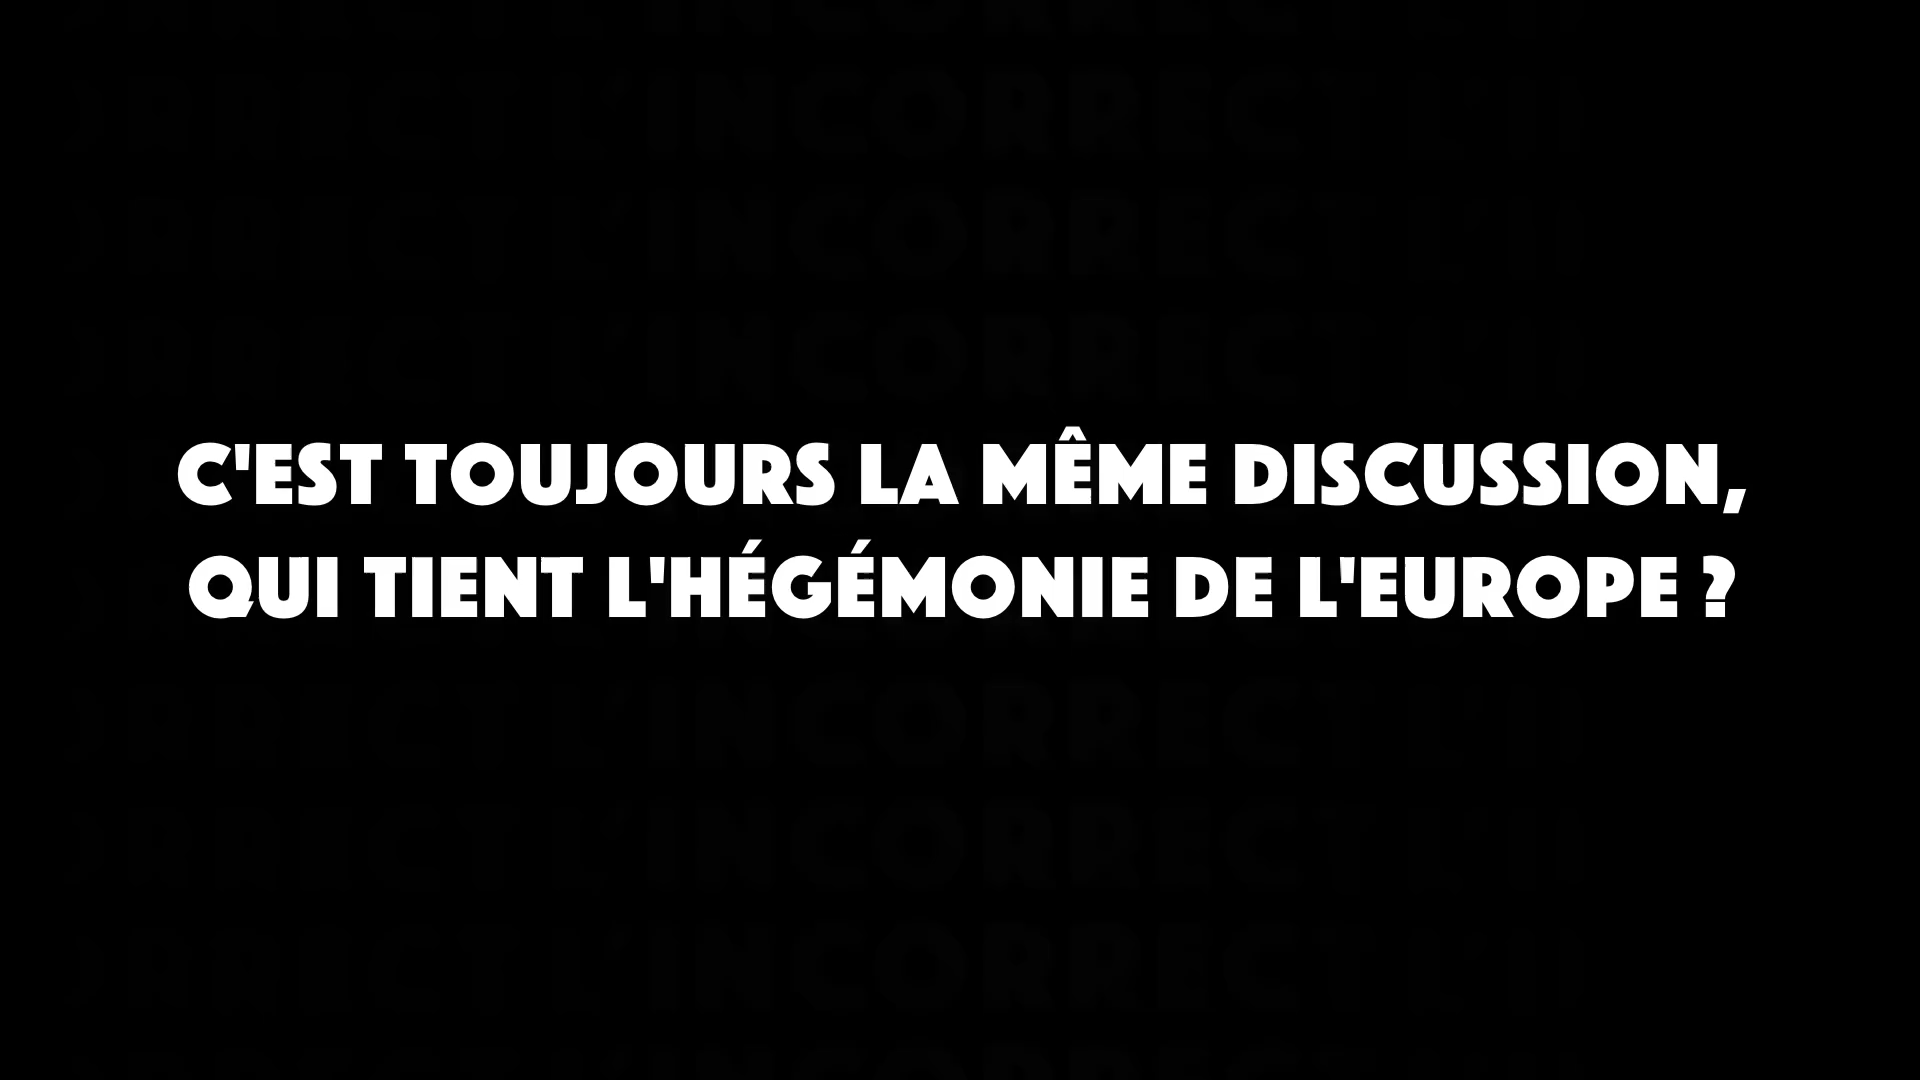 C'EST TOUJOURS LA MÊME DISCUSSION,
QUI TIENT L'HÉGÉMONIE DE L'EUROPE ?